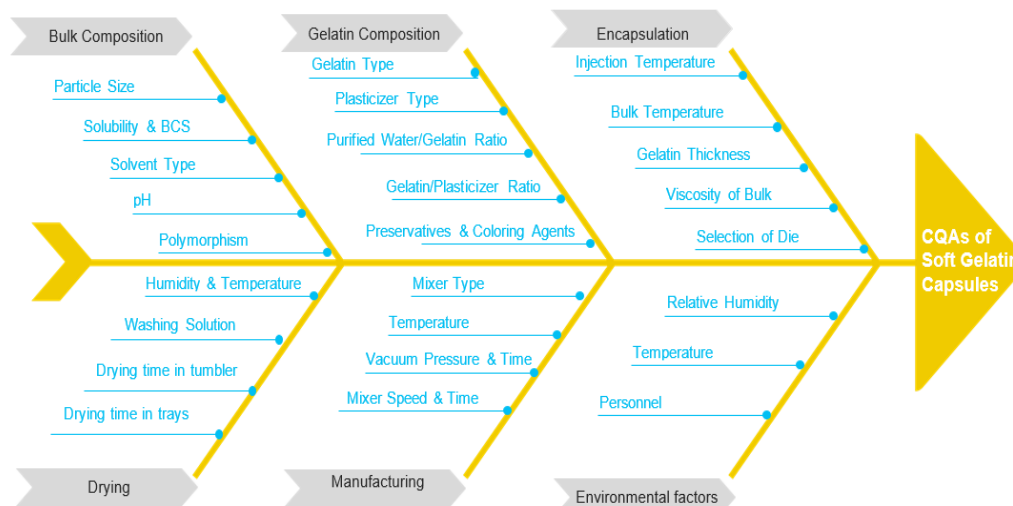 Bulk Composition
Gelatin Composition
Encapsulation
Particle Size
Solubility & BCS
Solvent Type
pH
Polymorphism
Gelatin Type
Plasticizer Type
Purified Water/Gelatin Ratio
Gelatin/Plasticizer Ratio
Preservatives & Coloring Agents
Injection Temperature
Bulk Temperature
Gelatin Thickness
Viscosity of Bulk
Selection of Die
CQAs of
Soft Gelatin
Capsules
Humidity & Temperature
Washing Solution
Drying time in tumbler
Drying time in trays
Mixer Type
Temperature
Vacuum Pressure & Time
Mixer Speed & Time
Relative Humidity
Temperature
Personnel
Drying
Manufacturing
Environmental factors